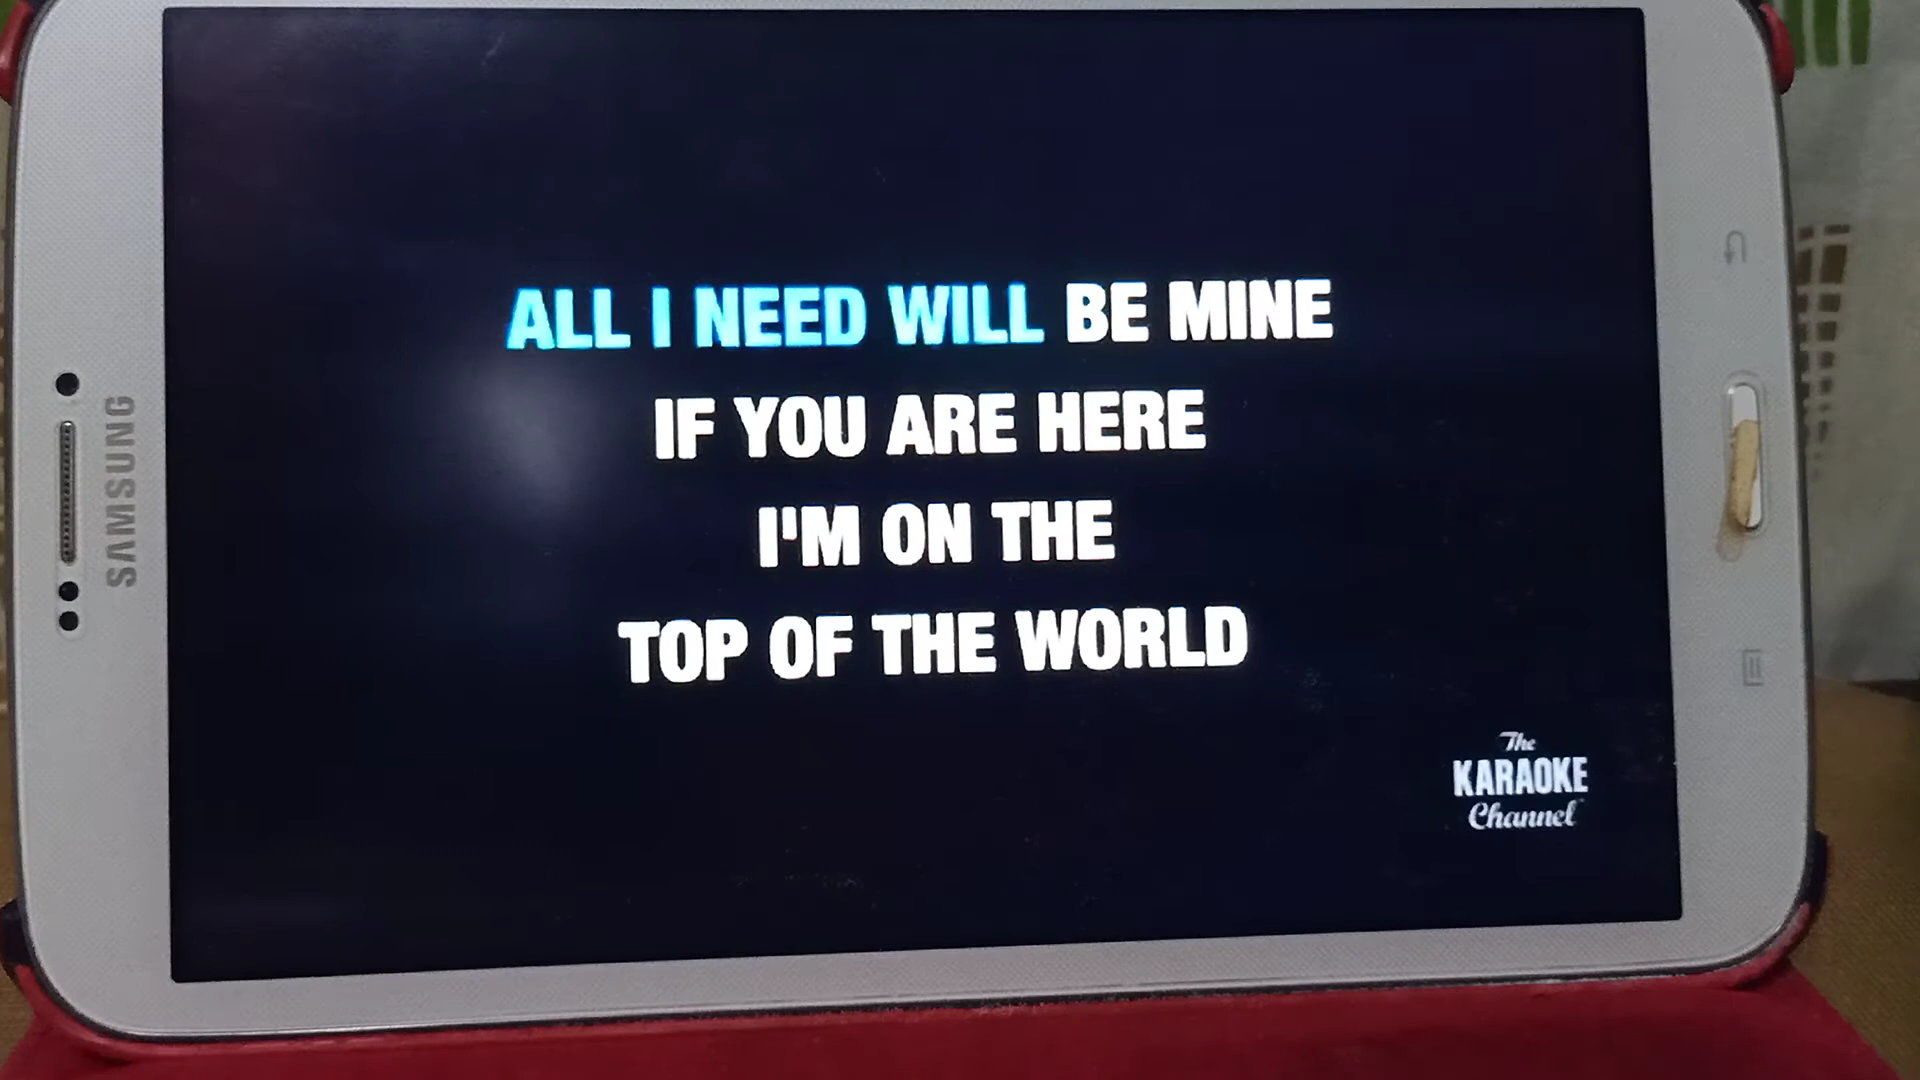 ALL I NEED WILL BE MINE
IF YOU ARE HERE
I'M ON THE
TOP OF THE WORLD
The
KARAOKE
Channel
SAMSUNG